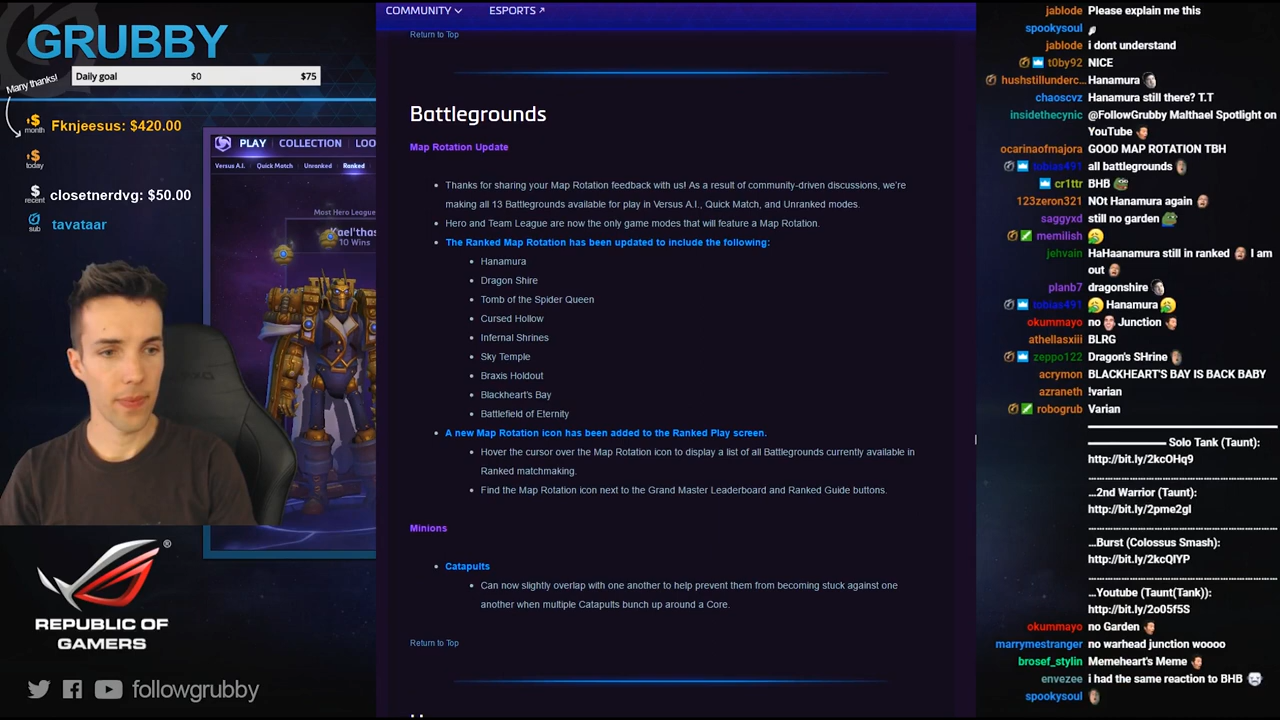 GRUBBY
Many thanks!
Daily goal $0 $75
$ month Fknjeesus: $420.00
$ today
$ recent closetnerdvg: $50.00
sub tavataar
PLAY COLLECTION LOO
Versus A.I. Quick Match Unranked Ranked
Most Hero League
Kael'thas
10 Wins
REPUBLIC OF
GAMERS
®
followgrubby
COMMUNITY ESPORTS
Return to Top
Battlegrounds
Map Rotation Update
• Thanks for sharing your Map Rotation feedback with us! As a result of community-driven discussions, we're
making all 13 Battlegrounds available for play in Versus A.I., Quick Match, and Unranked modes.
• Hero and Team League are now the only game modes that will feature a Map Rotation.
• The Ranked Map Rotation has been updated to include the following:
• Hanamura
• Dragon Shire
• Tomb of the Spider Queen
• Cursed Hollow
• Infernal Shrines
• Sky Temple
• Braxis Holdout
• Blackheart's Bay
• Battlefield of Eternity
• A new Map Rotation icon has been added to the Ranked Play screen.
• Hover the cursor over the Map Rotation icon to display a list of all Battlegrounds currently available in
Ranked matchmaking.
• Find the Map Rotation icon next to the Grand Master Leaderboard and Ranked Guide buttons.
Minions
• Catapults
• Can now slightly overlap with one another to help prevent them from becoming stuck against one
another when multiple Catapults bunch up around a Core.
Return to Top
jablode Please explain me this
spookysoul
jablode i dont understand
t0by92 NICE
hushstillunderc... Hanamura
chaoscvz Hanamura still there? T.T
insidethecynic @FollowGrubby Malthael Spotlight on
YouTube
ocarinaofmajora GOOD MAP ROTATION TBH
tobias491 all battlegrounds
cr1ttr BHB
123zeron321 NOt Hanamura again
saggyxd still no garden
memilish
jehvain HaHaanamura still in ranked I am
out
planb7 dragonshire
tobias491 Hanamura
okummayo no Junction
athellasxiii BLRG
zeppo122 Dragon's SHrine
acrymon BLACKHEART'S BAY IS BACK BABY
azraneth !varian
robogrub Varian
Solo Tank (Taunt):
http://bit.ly/2kcOHq9
...2nd Warrior (Taunt):
http://bit.ly/2pme2gl
...Burst (Colossus Smash):
http://bit.ly/2kcQIYP
...Youtube (Taunt(Tank)):
http://bit.ly/2o05f5S
okummayo no Garden
marrymestranger no warhead junction woooo
brosef_stylin Memeheart's Meme
envezee i had the same reaction to BHB
spookysoul